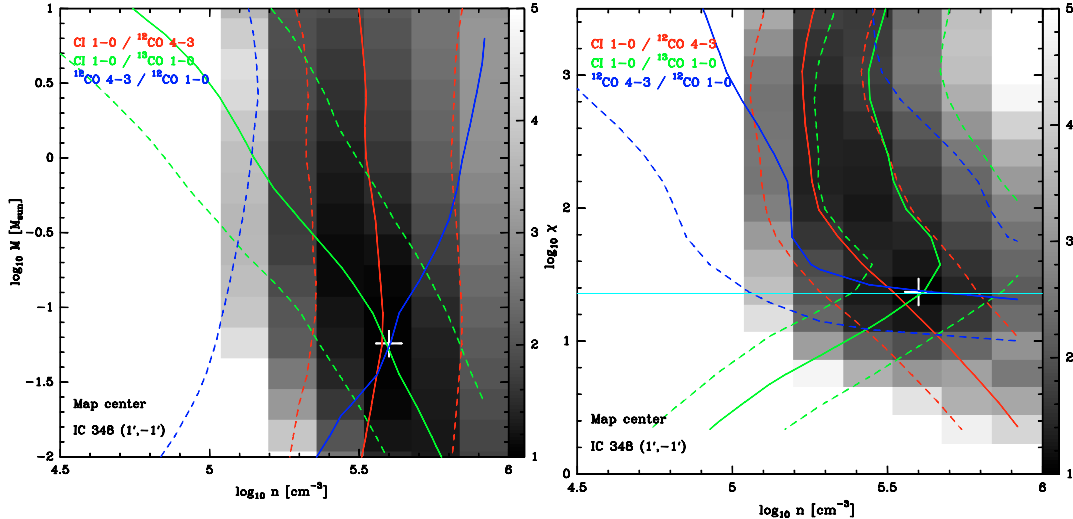 1
0.5
0
-0.5
-1
-1.5
-2
log₁₀ M [M_sun]
CI 1-0 / ¹²CO 4-3
CI 1-0 / ¹³CO 1-0
¹²CO 4-3 / ¹²CO 1-0
Map center
IC 348 (1′,-1′)
4.5 5 5.5 6
log₁₀ n [cm⁻³]
5
4
3
2
1
3
2
1
0
log₁₀ χ
CI 1-0 / ¹²CO 4-3
CI 1-0 / ¹³CO 1-0
¹²CO 4-3 / ¹²CO 1-0
Map center
IC 348 (1′,-1′)
4.5 5 5.5 6
log₁₀ n [cm⁻³]
5
4
3
2
1